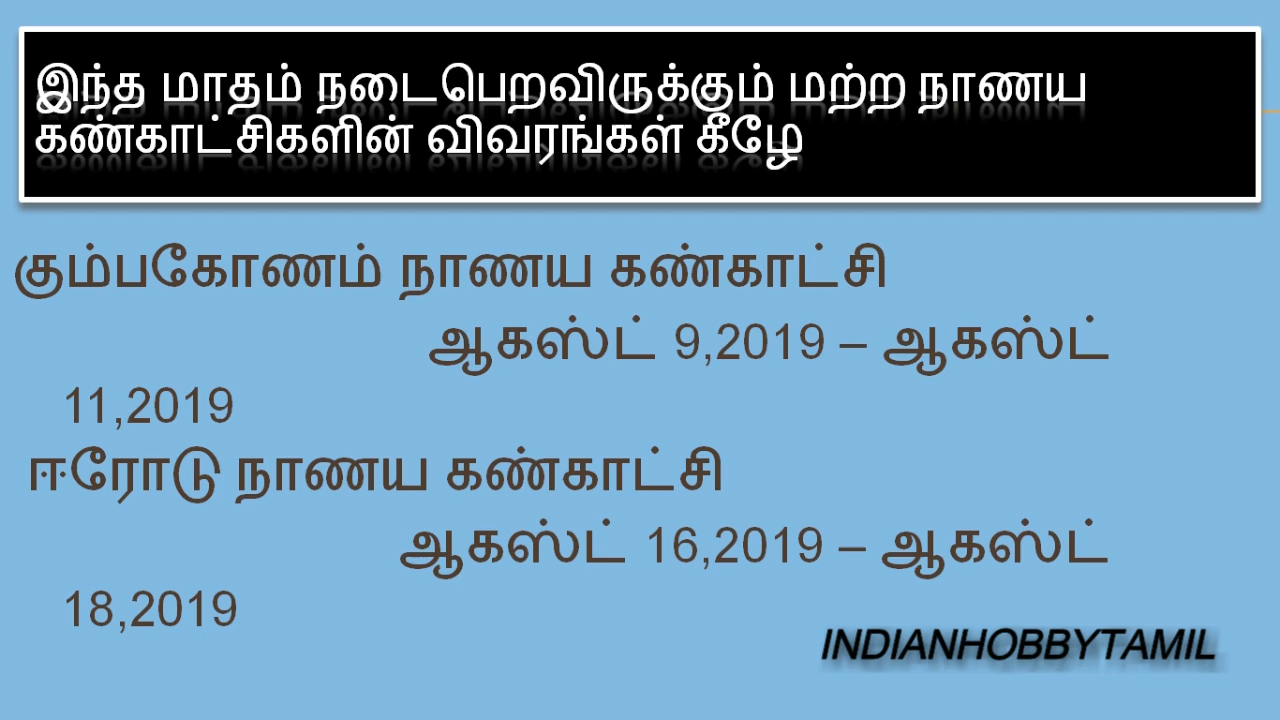 இந்த மாதம் நடைபெறவிருக்கும் மற்ற நாணய
கண்காட்சிகளின் விவரங்கள் கீழே
கும்பகோணம் நாணய கண்காட்சி
ஆகஸ்ட் 9,2019 – ஆகஸ்ட்
11,2019
ஈரோடு நாணய கண்காட்சி
ஆகஸ்ட் 16,2019 – ஆகஸ்ட்
18,2019
INDIANHOBBYTAMIL